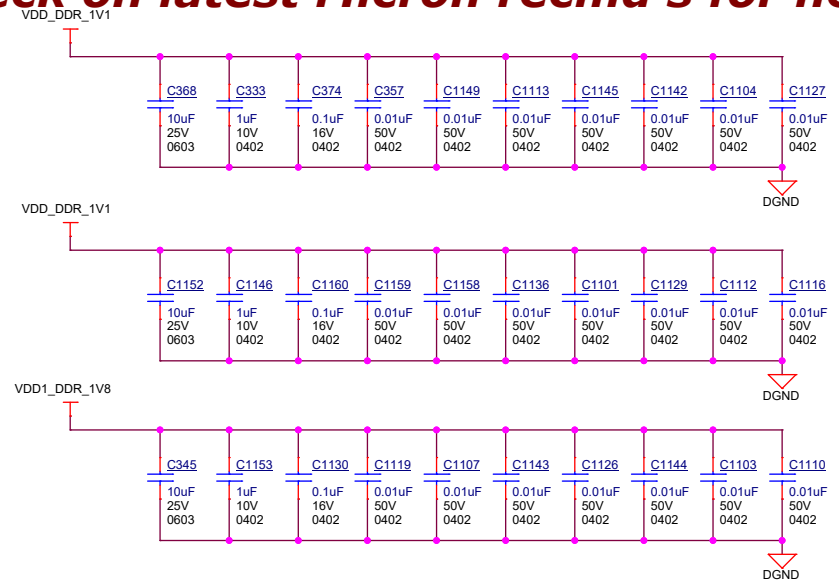 on latest Micron recmd's for
VDD_DDR_1V1
C368 C333 C374 C357 C1149 C1113 C1145 C1142 C1104 C1127
10uF 1uF 0.1uF 0.01uF 0.01uF 0.01uF 0.01uF 0.01uF 0.01uF 0.01uF
25V 10V 16V 50V 50V 50V 50V 50V 50V 50V
0603 0402 0402 0402 0402 0402 0402 0402 0402 0402
DGND
VDD_DDR_1V1
C1152 C1146 C1160 C1159 C1158 C1136 C1101 C1129 C1112 C1116
10uF 1uF 0.1uF 0.01uF 0.01uF 0.01uF 0.01uF 0.01uF 0.01uF 0.01uF
25V 10V 16V 50V 50V 50V 50V 50V 50V 50V
0603 0402 0402 0402 0402 0402 0402 0402 0402 0402
DGND
VDD1_DDR_1V8
C345 C1153 C1130 C1119 C1107 C1143 C1126 C1144 C1103 C1110
10uF 1uF 0.1uF 0.01uF 0.01uF 0.01uF 0.01uF 0.01uF 0.01uF 0.01uF
25V 10V 16V 50V 50V 50V 50V 50V 50V 50V
0603 0402 0402 0402 0402 0402 0402 0402 0402 0402
DGND